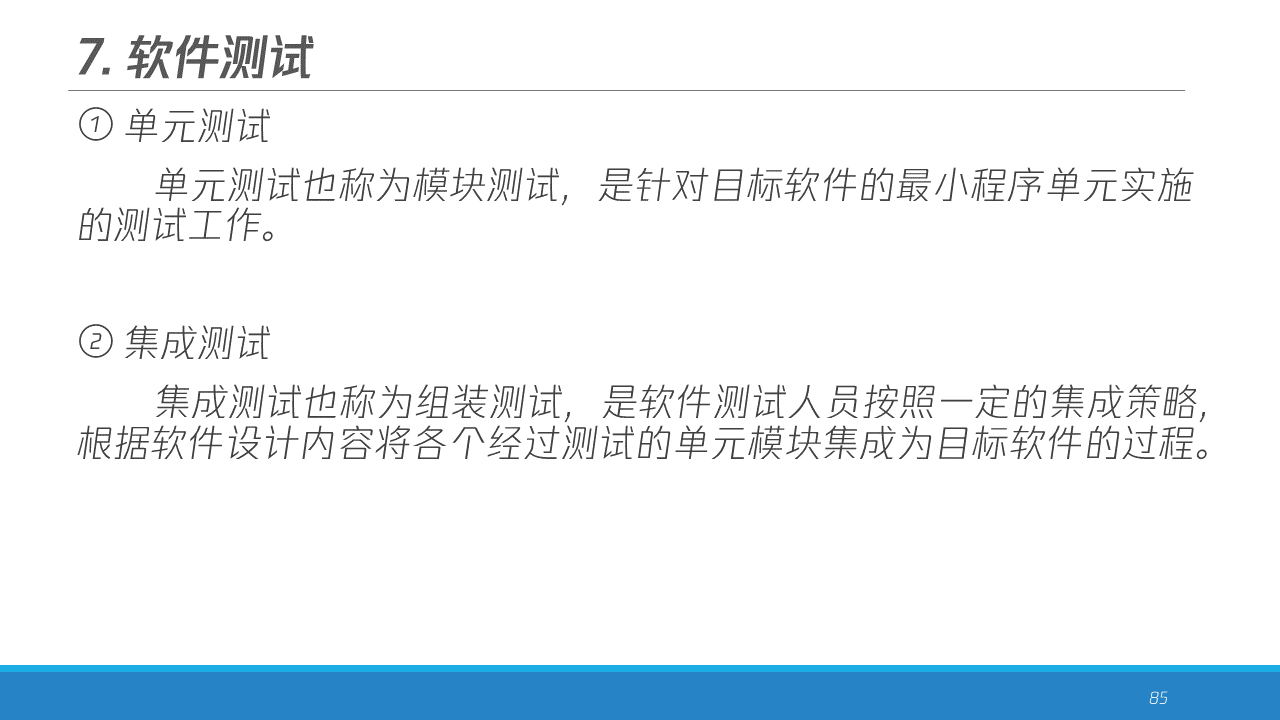 7. 软件测试
① 单元测试
单元测试也称为模块测试，是针对目标软件的最小程序单元实施
的测试工作。
② 集成测试
集成测试也称为组装测试，是软件测试人员按照一定的集成策略，
根据软件设计内容将各个经过测试的单元模块集成为目标软件的过程。
85